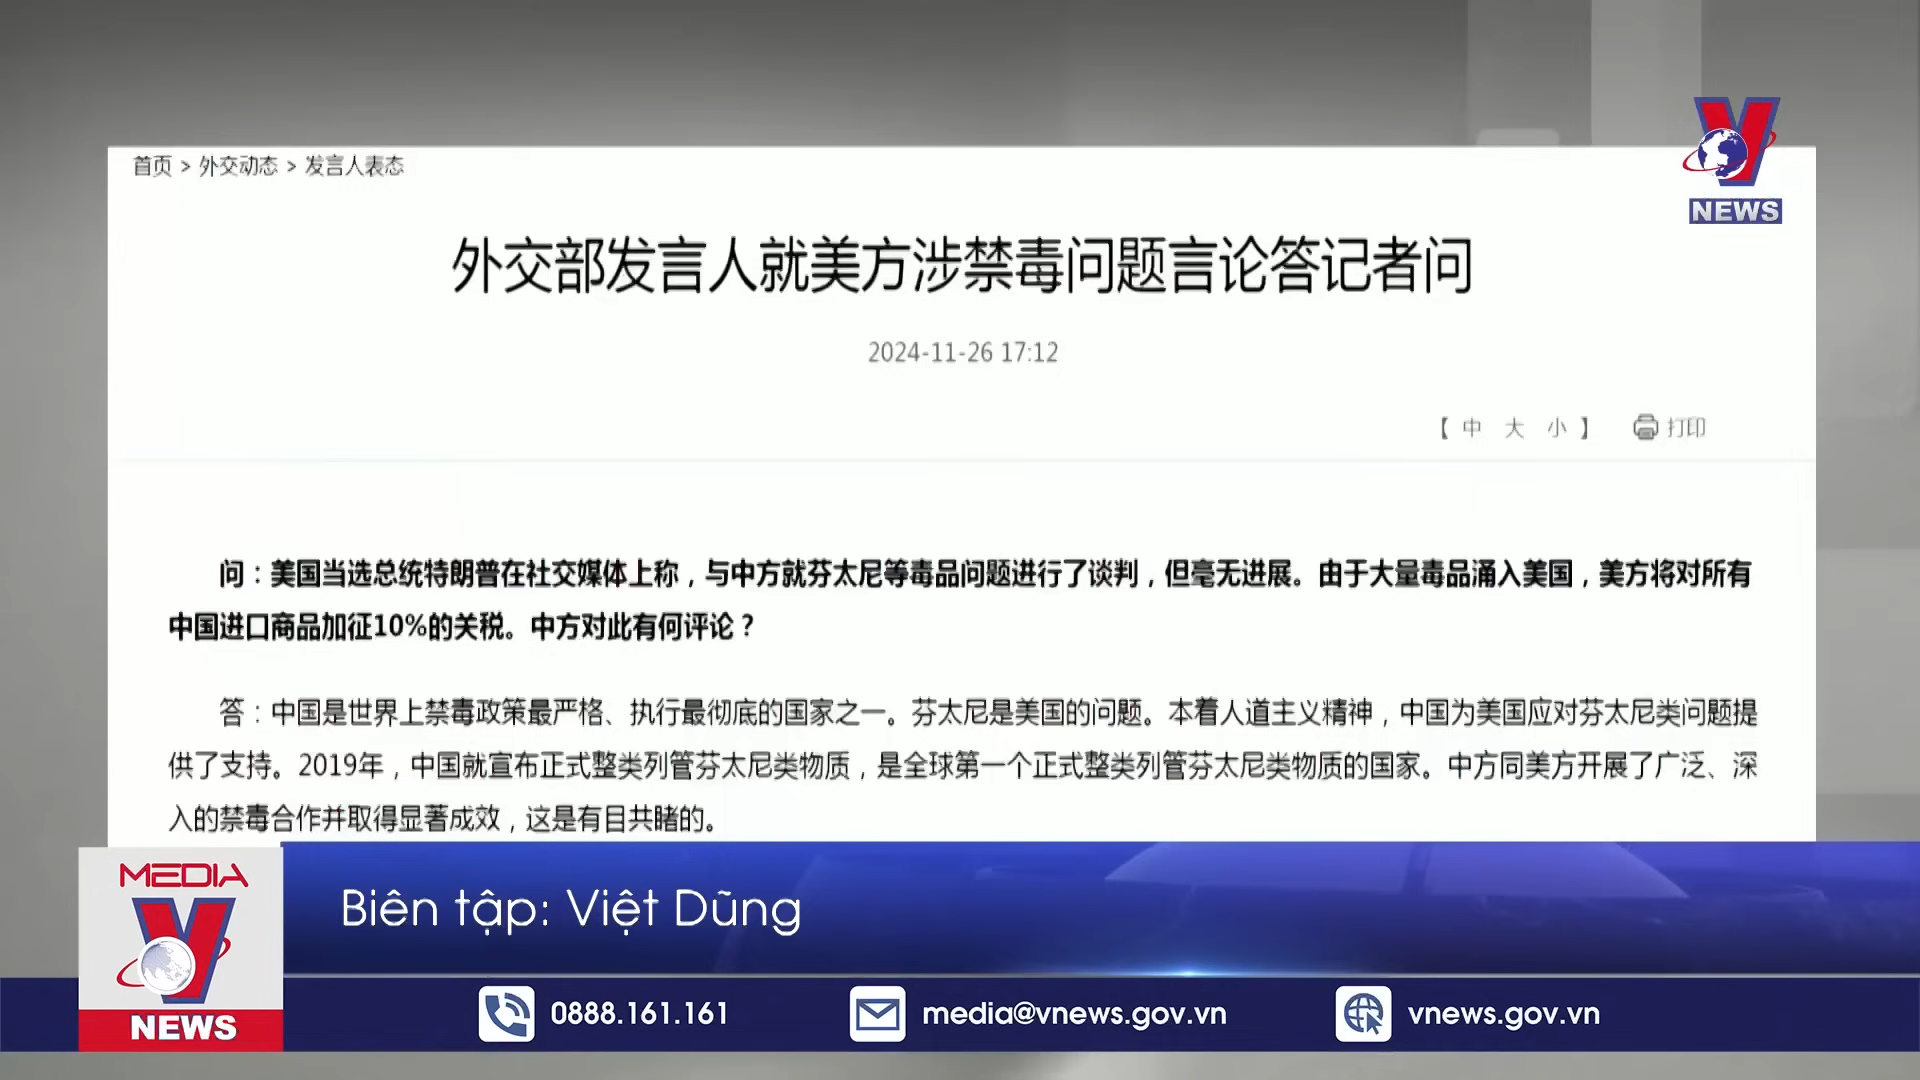 首页 > 外交动态 > 发言人表态
NEWS
外交部发言人就美方涉禁毒问题言论答记者问
2024-11-26 17:12
【 中 大 小 】 打印
问：美国当选总统特朗普在社交媒体上称，与中方就芬太尼等毒品问题进行了谈判，但毫无进展。由于大量毒品涌入美国，美方将对所有
中国进口商品加征10%的关税。中方对此有何评论？
答：中国是世界上禁毒政策最严格、执行最彻底的国家之一。芬太尼是美国的问题。本着人道主义精神，中国为美国应对芬太尼类问题提
供了支持。2019年，中国就宣布正式整类列管芬太尼类物质，是全球第一个正式整类列管芬太尼类物质的国家。中方同美方开展了广泛、深
入的禁毒合作并取得显著成效，这是有目共睹的。
MEDIA
NEWS
Biên tập: Việt Dũng
0888.161.161
media@vnews.gov.vn
vnews.gov.vn